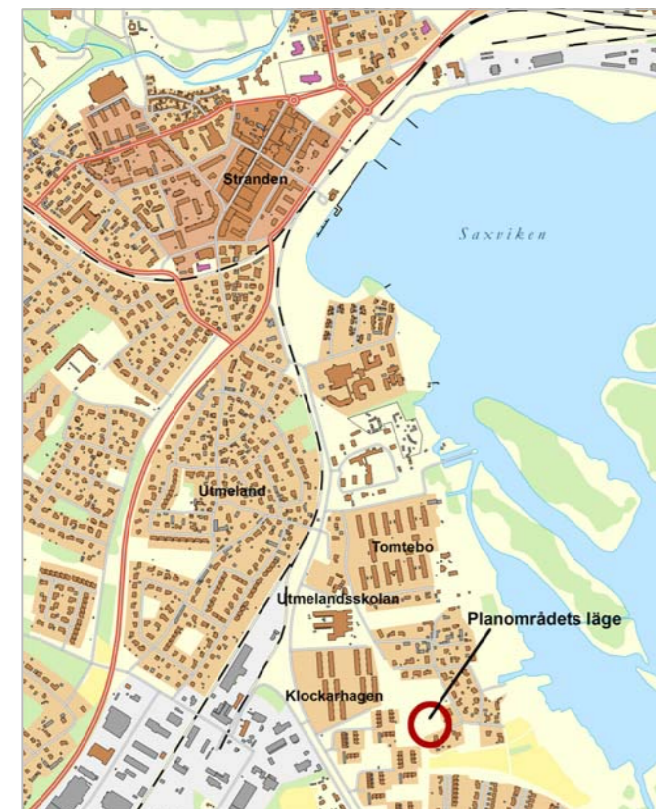 Stranden
Saxviken
Utmeland
Tomtebo
Utmelandsskolan
Planområdets läge
Klockarhagen